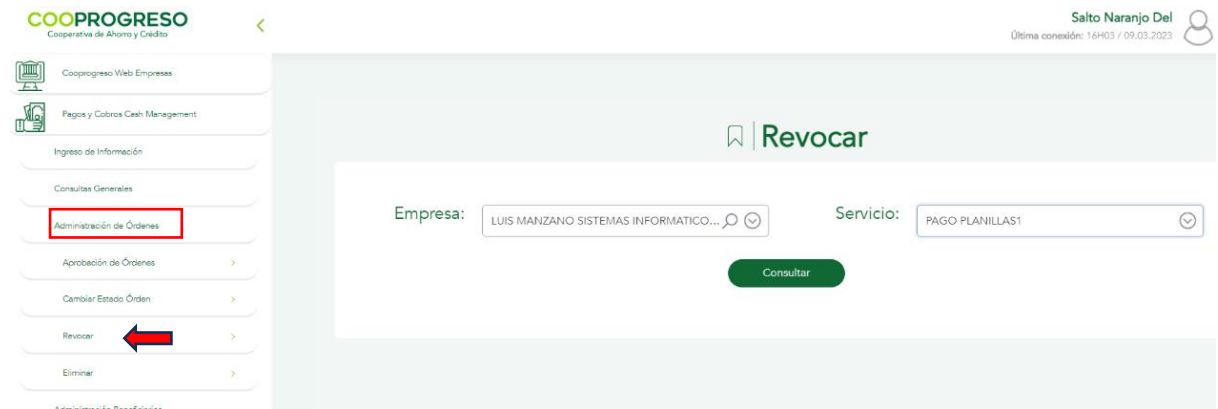 COOPROGRESO
Cooperativa de Ahorro y Crédito
Salto Naranjo Del
Última conexión: 16H03 / 09.03.2023
Cooprogreso Web Empresas
Pagos y Cobros Cash Management
Ingreso de Información
Consultas Generales
Administración de Órdenes
Aprobación de Órdenes
Cambiar Estado Órden
Revocar
Eliminar
Administración Beneficiarios
Revocar
Empresa:
LUIS MANZANO SISTEMAS INFORMATICO...
Servicio:
PAGO PLANILLAS1
Consultar